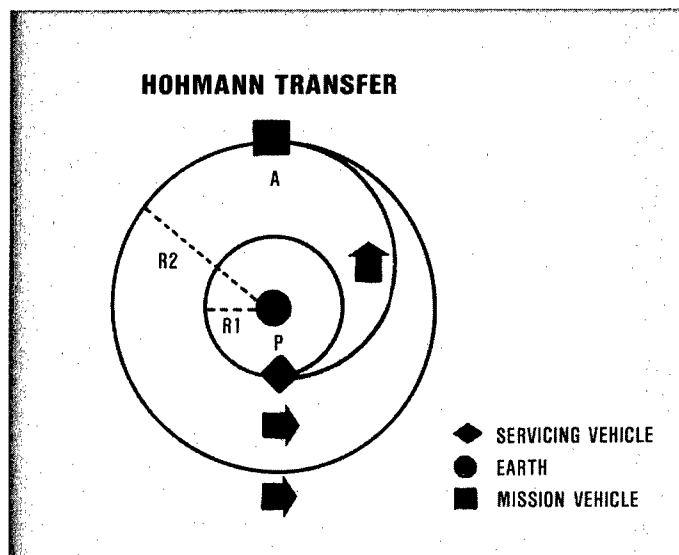 HOHMANN TRANSFER
A
R2
R1
P
SERVICING VEHICLE
EARTH
MISSION VEHICLE